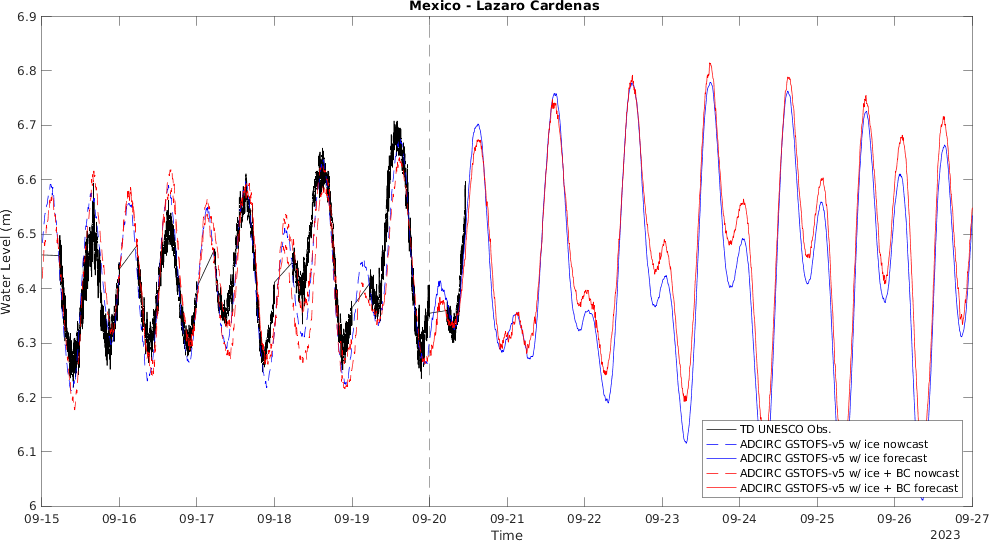 Mexico - Lazaro Cardenas
Water Level (m)
6.9
6.8
6.7
6.6
6.5
6.4
6.3
6.2
6.1
6
TD UNESCO Obs.
ADCIRC GSTOFS-v5 w/ ice nowcast
ADCIRC GSTOFS-v5 w/ ice forecast
ADCIRC GSTOFS-v5 w/ ice + BC nowcast
ADCIRC GSTOFS-v5 w/ ice + BC forecast
09-15 09-16 09-17 09-18 09-19 09-20 09-21 09-22 09-23 09-24 09-25 09-26 09-27
Time
2023